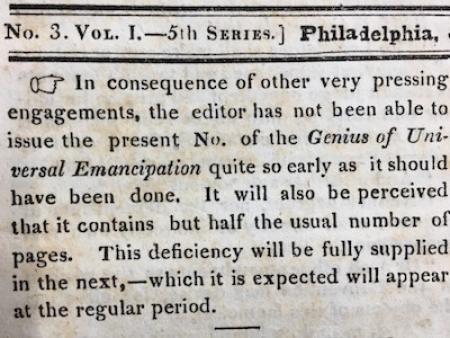 No. 3. Vol. I.—5th Series.] Philadelphia,
☞ In consequence of other very pressing
engagements, the editor has not been able to
issue the present No. of the Genius of Uni-
versal Emancipation quite so early as it should
have been done. It will also be perceived
that it contains but half the usual number of
pages. This deficiency will be fully supplied
in the next,—which it is expected will appear
at the regular period.